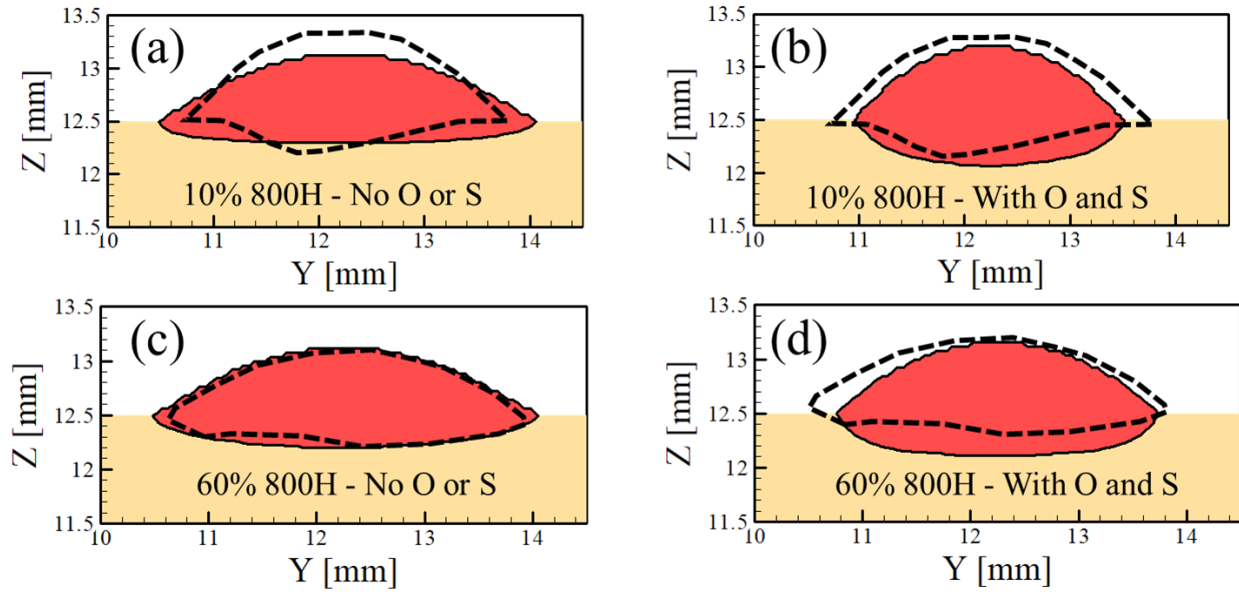 (a)
13.5
13
12.5
12
11.5
Z [mm]
10% 800H - No O or S
10 11 12 13 14
Y [mm]
(b)
13.5
13
12.5
12
11.5
Z [mm]
10% 800H - With O and S
10 11 12 13 14
Y [mm]
(c)
13.5
13
12.5
12
11.5
Z [mm]
60% 800H - No O or S
10 11 12 13 14
Y [mm]
(d)
13.5
13
12.5
12
11.5
Z [mm]
60% 800H - With O and S
10 11 12 13 14
Y [mm]